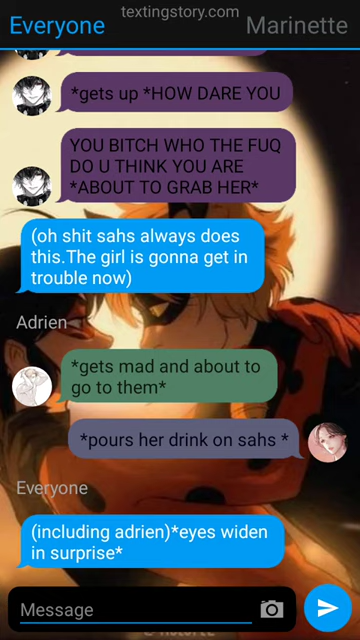 textingstory.com
Everyone
Marinette
*gets up *HOW DARE YOU
YOU BITCH WHO THE FUQ
DO U THINK YOU ARE
*ABOUT TO GRAB HER*
(oh shit sahs always does
this.The girl is gonna get in
trouble now)
Adrien
*gets mad and about to
go to them*
*pours her drink on sahs *
Everyone
(including adrien)*eyes widen
in surprise*
Message